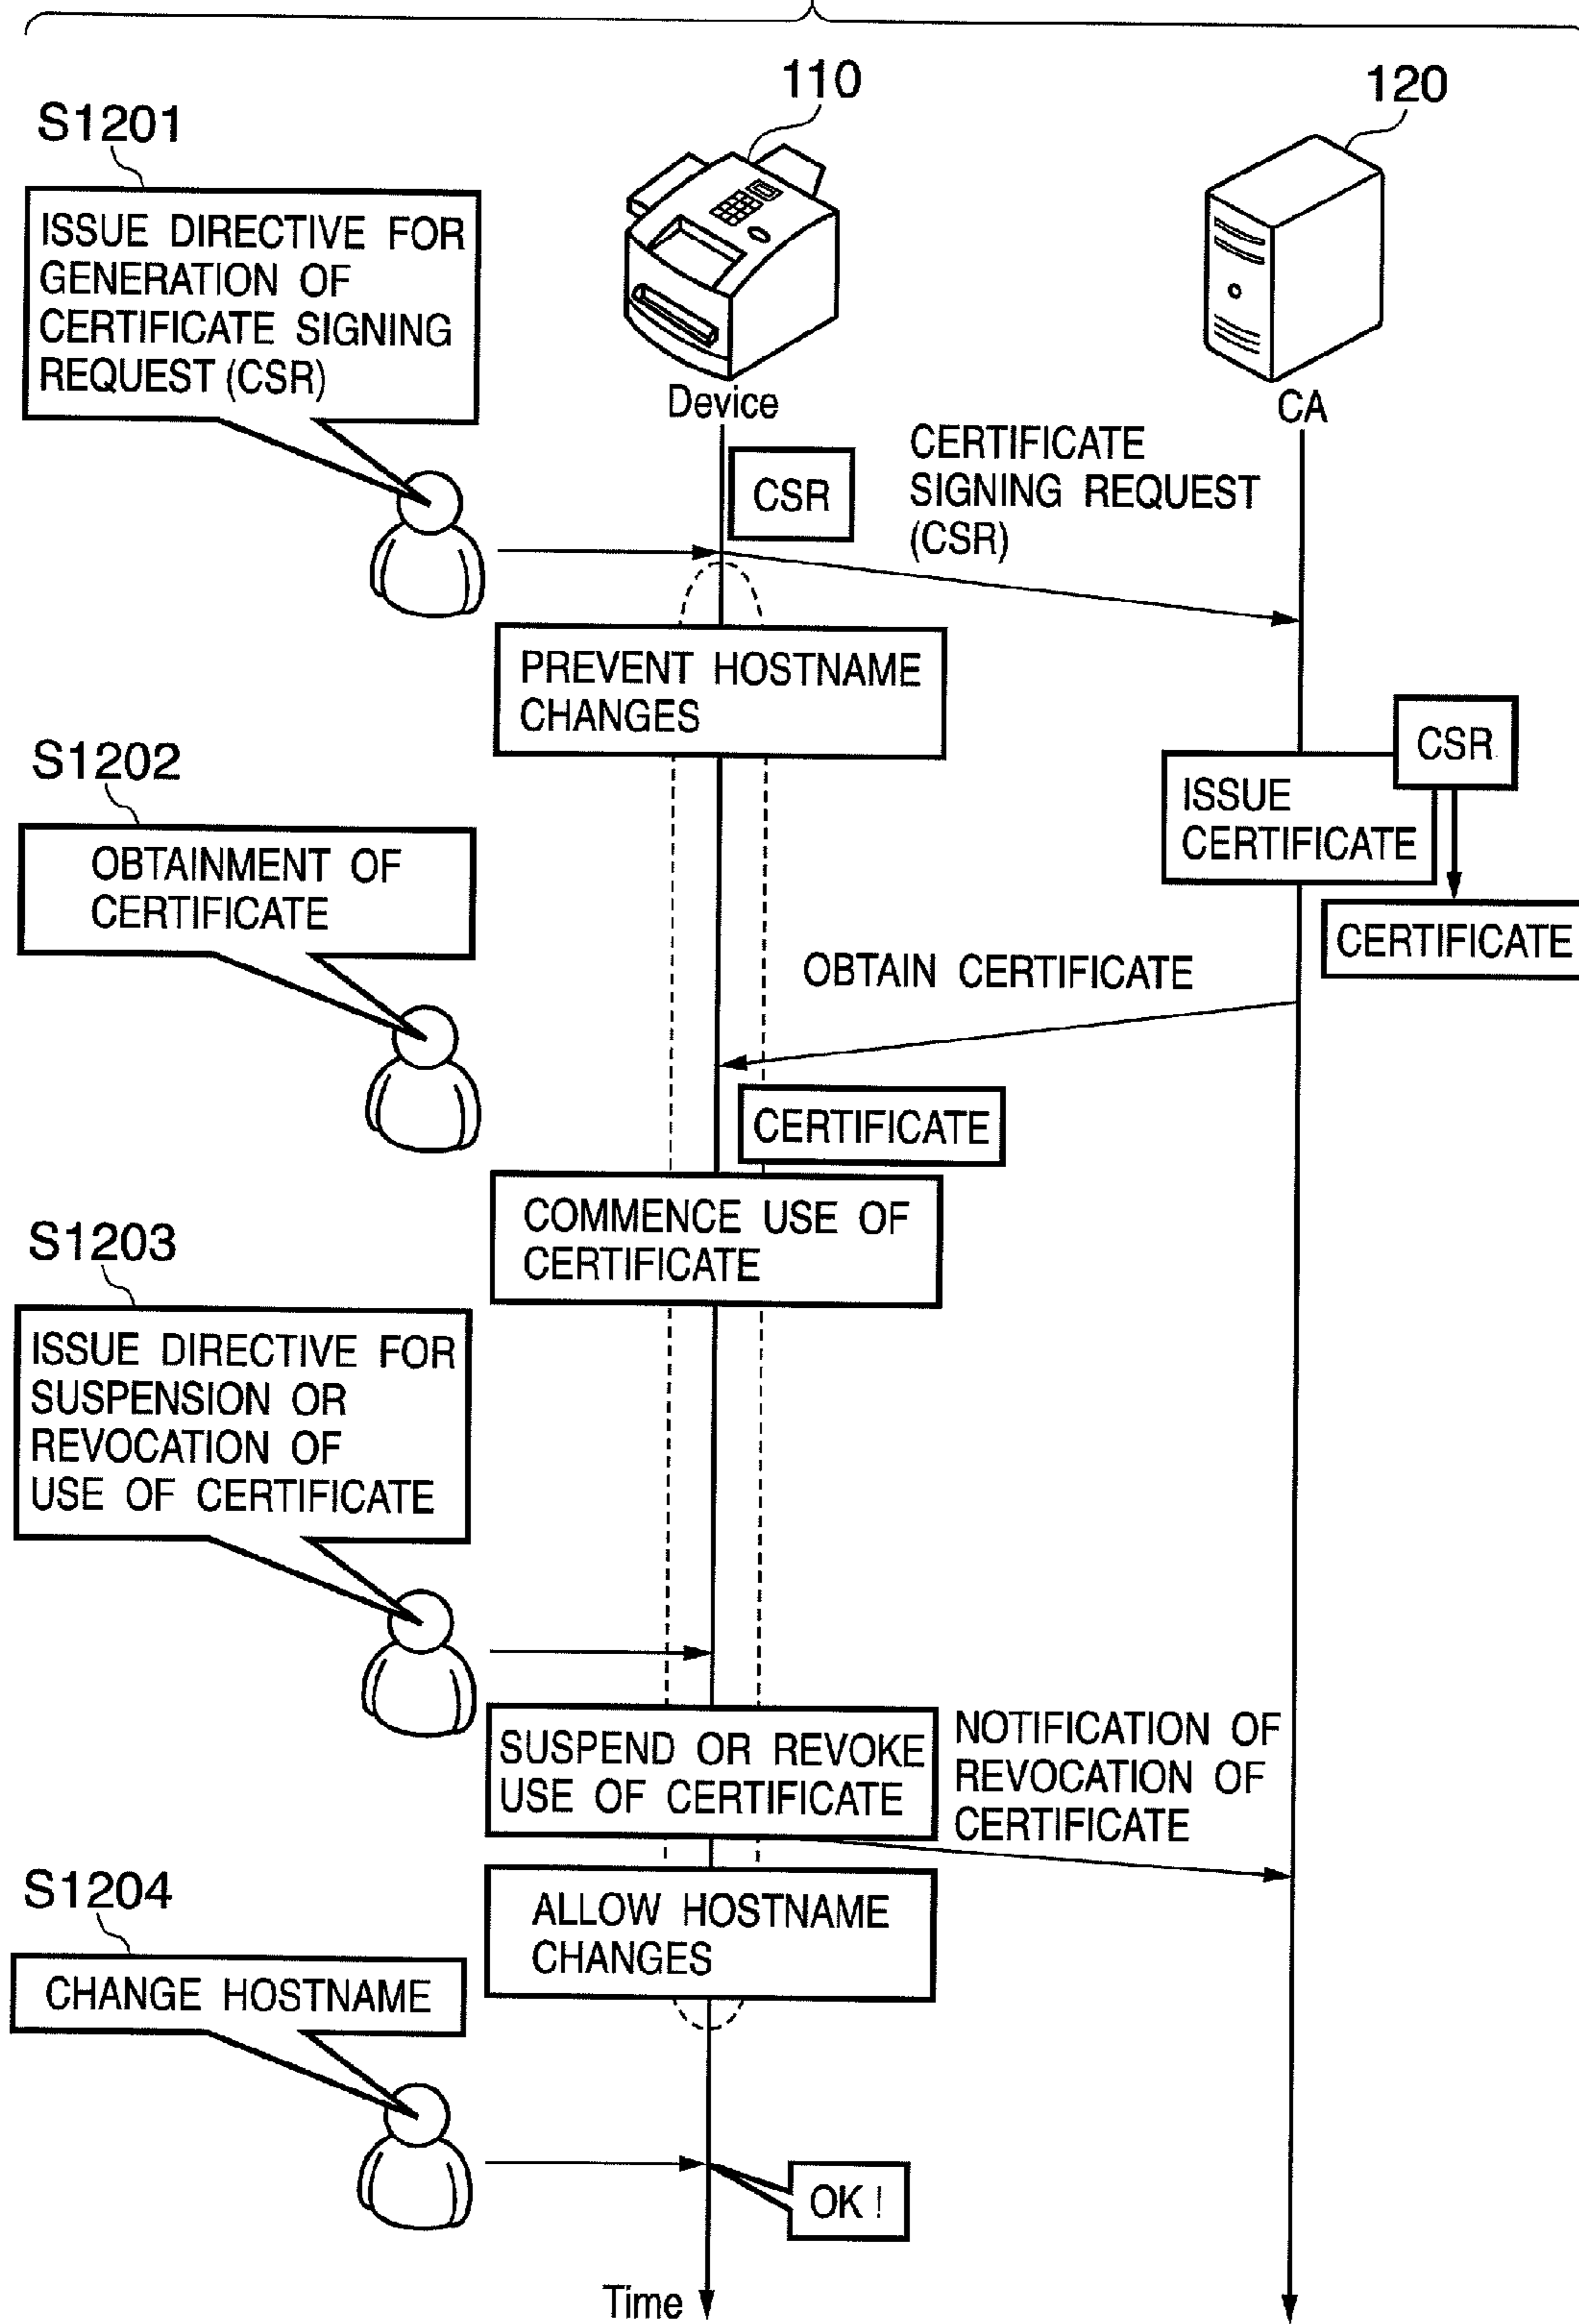 110
120
S1201
ISSUE DIRECTIVE FOR
GENERATION OF
CERTIFICATE SIGNING
REQUEST (CSR)
Device
CA
CSR
CERTIFICATE
SIGNING REQUEST
(CSR)
PREVENT HOSTNAME
CHANGES
CSR
ISSUE
CERTIFICATE
CERTIFICATE
S1202
OBTAINMENT OF
CERTIFICATE
OBTAIN CERTIFICATE
CERTIFICATE
COMMENCE USE OF
CERTIFICATE
S1203
ISSUE DIRECTIVE FOR
SUSPENSION OR
REVOCATION OF
USE OF CERTIFICATE
SUSPEND OR REVOKE
USE OF CERTIFICATE
NOTIFICATION OF
REVOCATION OF
CERTIFICATE
ALLOW HOSTNAME
CHANGES
S1204
CHANGE HOSTNAME
OK !
Time